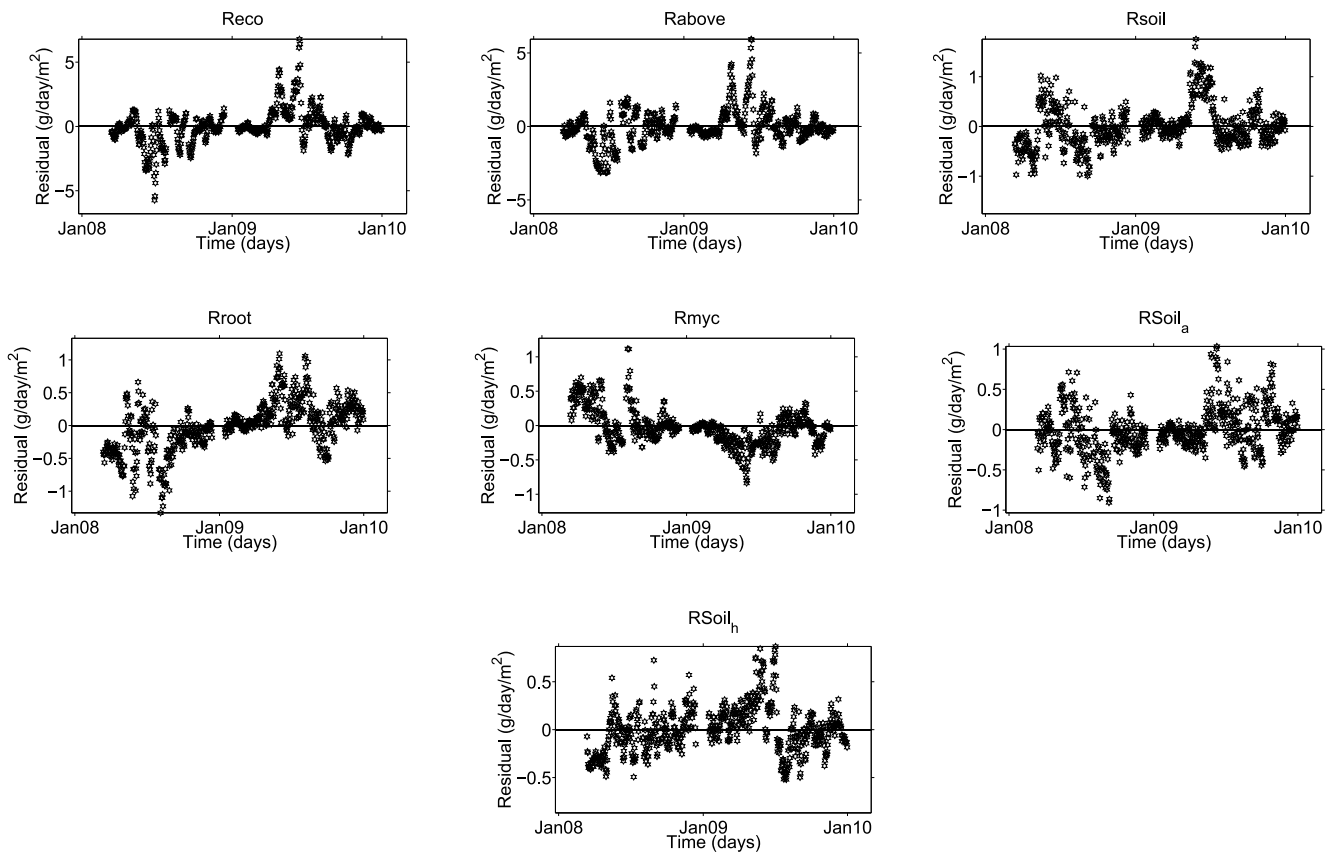 Reco
Residual (g/day/m²)
5
0
−5
Jan08
Jan09
Jan10
Time (days)
Rabove
Residual (g/day/m²)
5
0
−5
Jan08
Jan09
Jan10
Time (days)
Rsoil
Residual (g/day/m²)
1
0
−1
Jan08
Jan09
Jan10
Time (days)
Rroot
Residual (g/day/m²)
1
0.5
0
−0.5
−1
Jan08
Jan09
Jan10
Time (days)
Rmyc
Residual (g/day/m²)
1
0.5
0
−0.5
−1
Jan08
Jan09
Jan10
Time (days)
RSoil_a
Residual (g/day/m²)
1
0.5
0
−0.5
−1
Jan08
Jan09
Jan10
Time (days)
RSoil_h
Residual (g/day/m²)
0.5
0
−0.5
Jan08
Jan09
Jan10
Time (days)